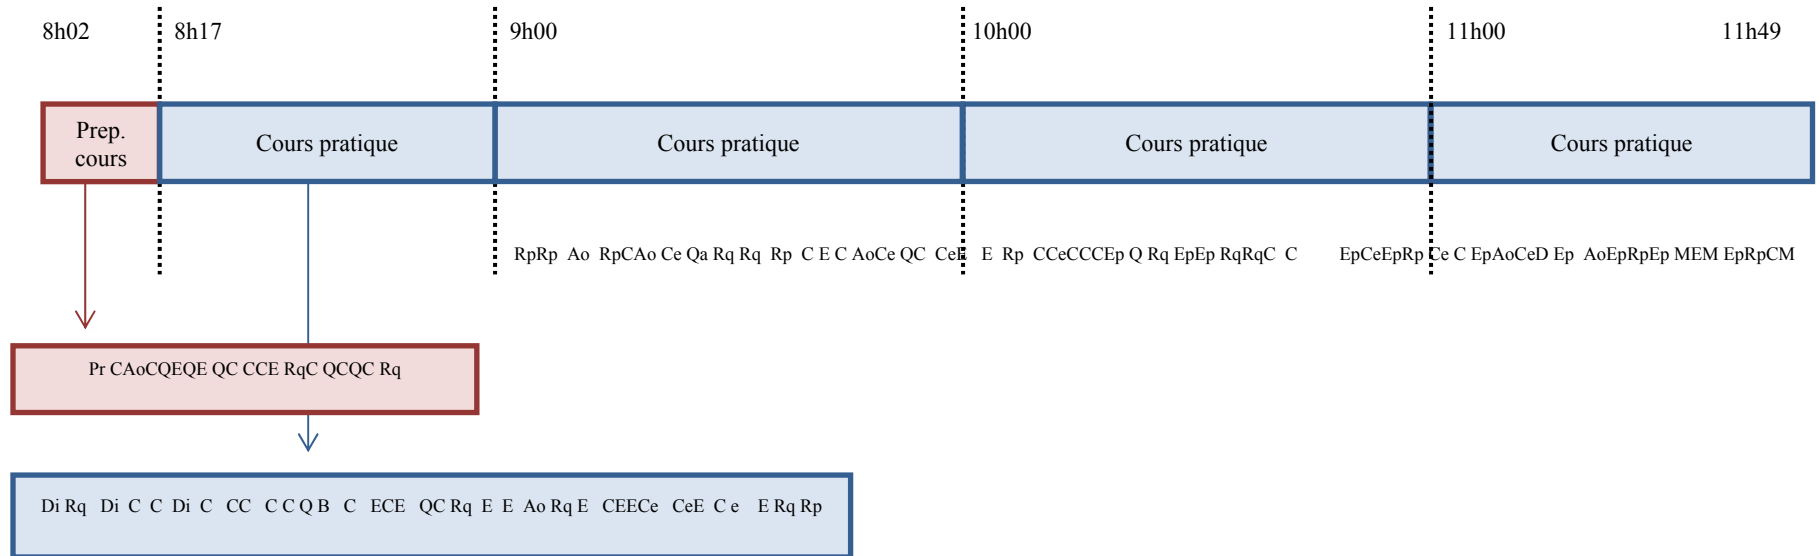 8h02 8h17 9h00 10h00 11h00 11h49
Prep.
cours
Cours pratique Cours pratique Cours pratique Cours pratique
RpRp Ao RpCAo Ce Qa Rq Rq Rp C E C AoCe QC CeE E Rp CCeCCCEp Q Rq EpEp RqRqC C EpCeEpRp Ce C EpAoCeD Ep AoEpRpEp MEM EpRpCM
Pr CAoCQEQE QC CCE RqC QCQC Rq
Di Rq Di C C Di C CC C C Q B C ECE QC Rq E E Ao Rq E CEECe CeE C e E Rq Rp